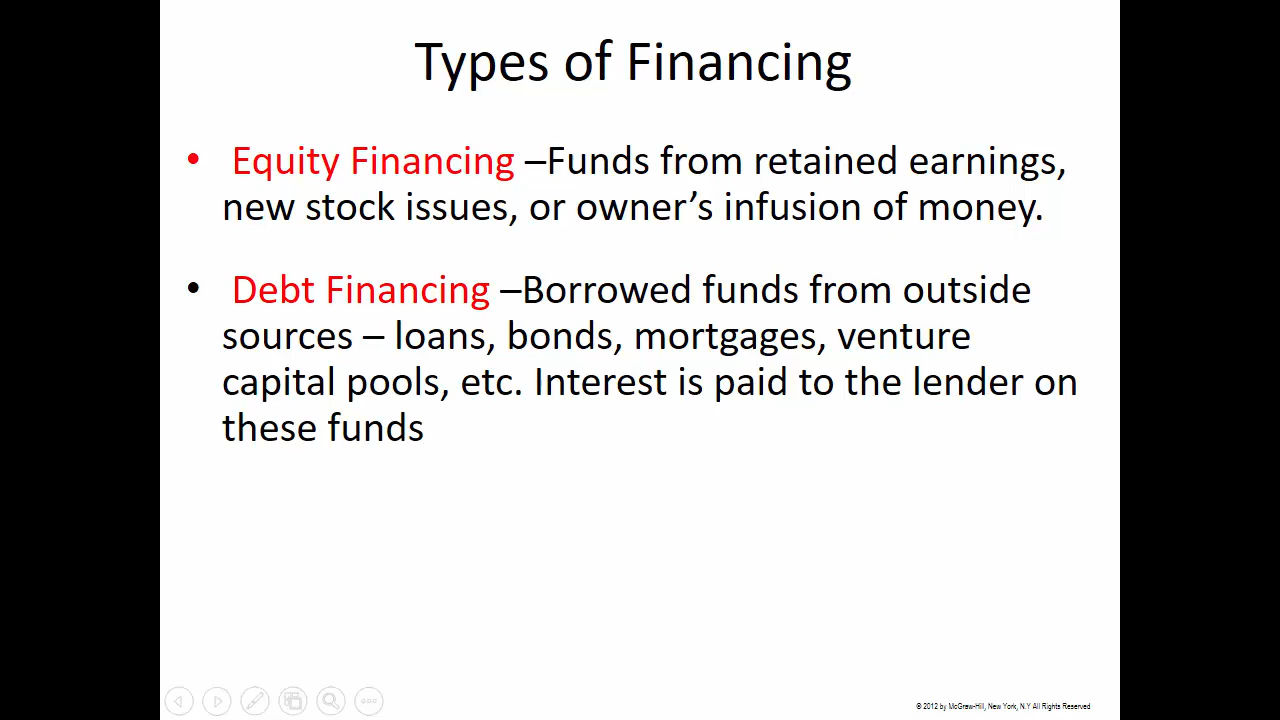 Types of Financing
• Equity Financing –Funds from retained earnings,
new stock issues, or owner’s infusion of money.
• Debt Financing –Borrowed funds from outside
sources – loans, bonds, mortgages, venture
capital pools, etc. Interest is paid to the lender on
these funds
© 2012 by McGraw-Hill, New York, N.Y All Rights Reserved